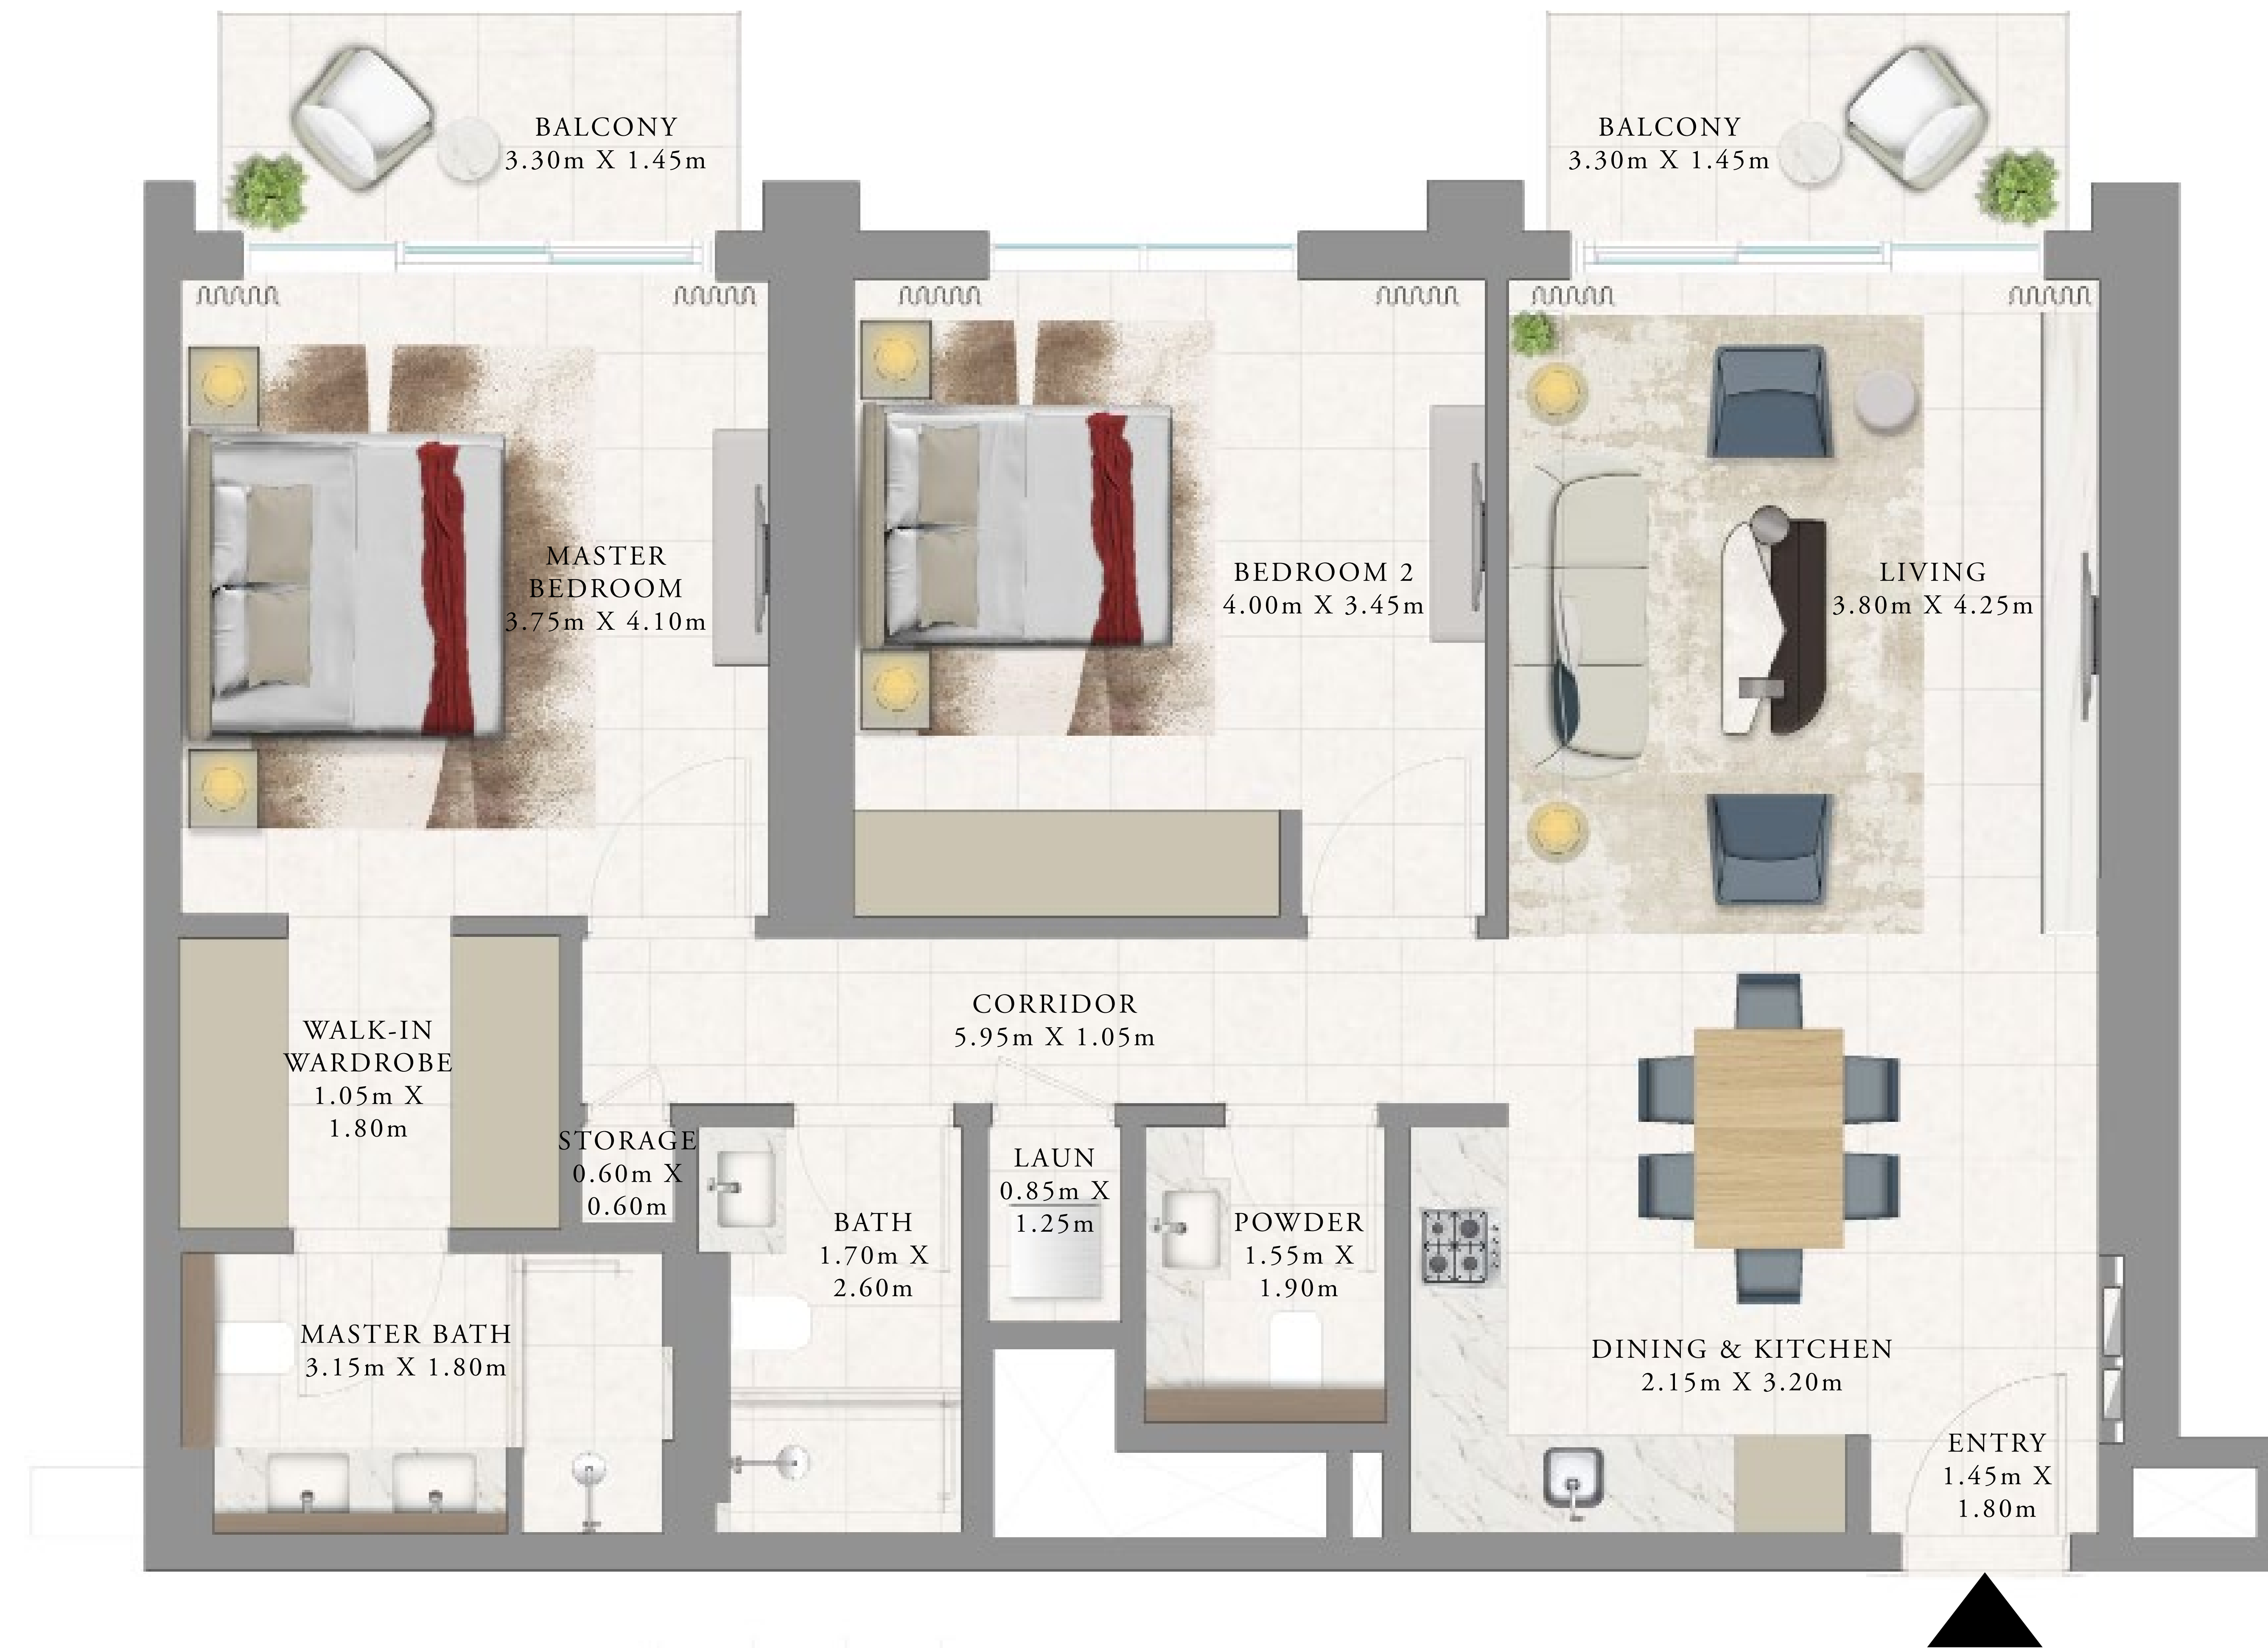 BALCONY
3.30m X 1.45m
BALCONY
3.30m X 1.45m
MASTER
BEDROOM
3.75m X 4.10m
BEDROOM 2
4.00m X 3.45m
LIVING
3.80m X 4.25m
CORRIDOR
5.95m X 1.05m
WALK-IN
WARDROBE
1.05m X
1.80m
STORAGE
0.60m X
0.60m
LAUN
0.85m X
1.25m
BATH
1.70m X
2.60m
POWDER
1.55m X
1.90m
MASTER BATH
3.15m X 1.80m
DINING & KITCHEN
2.15m X 3.20m
ENTRY
1.45m X
1.80m